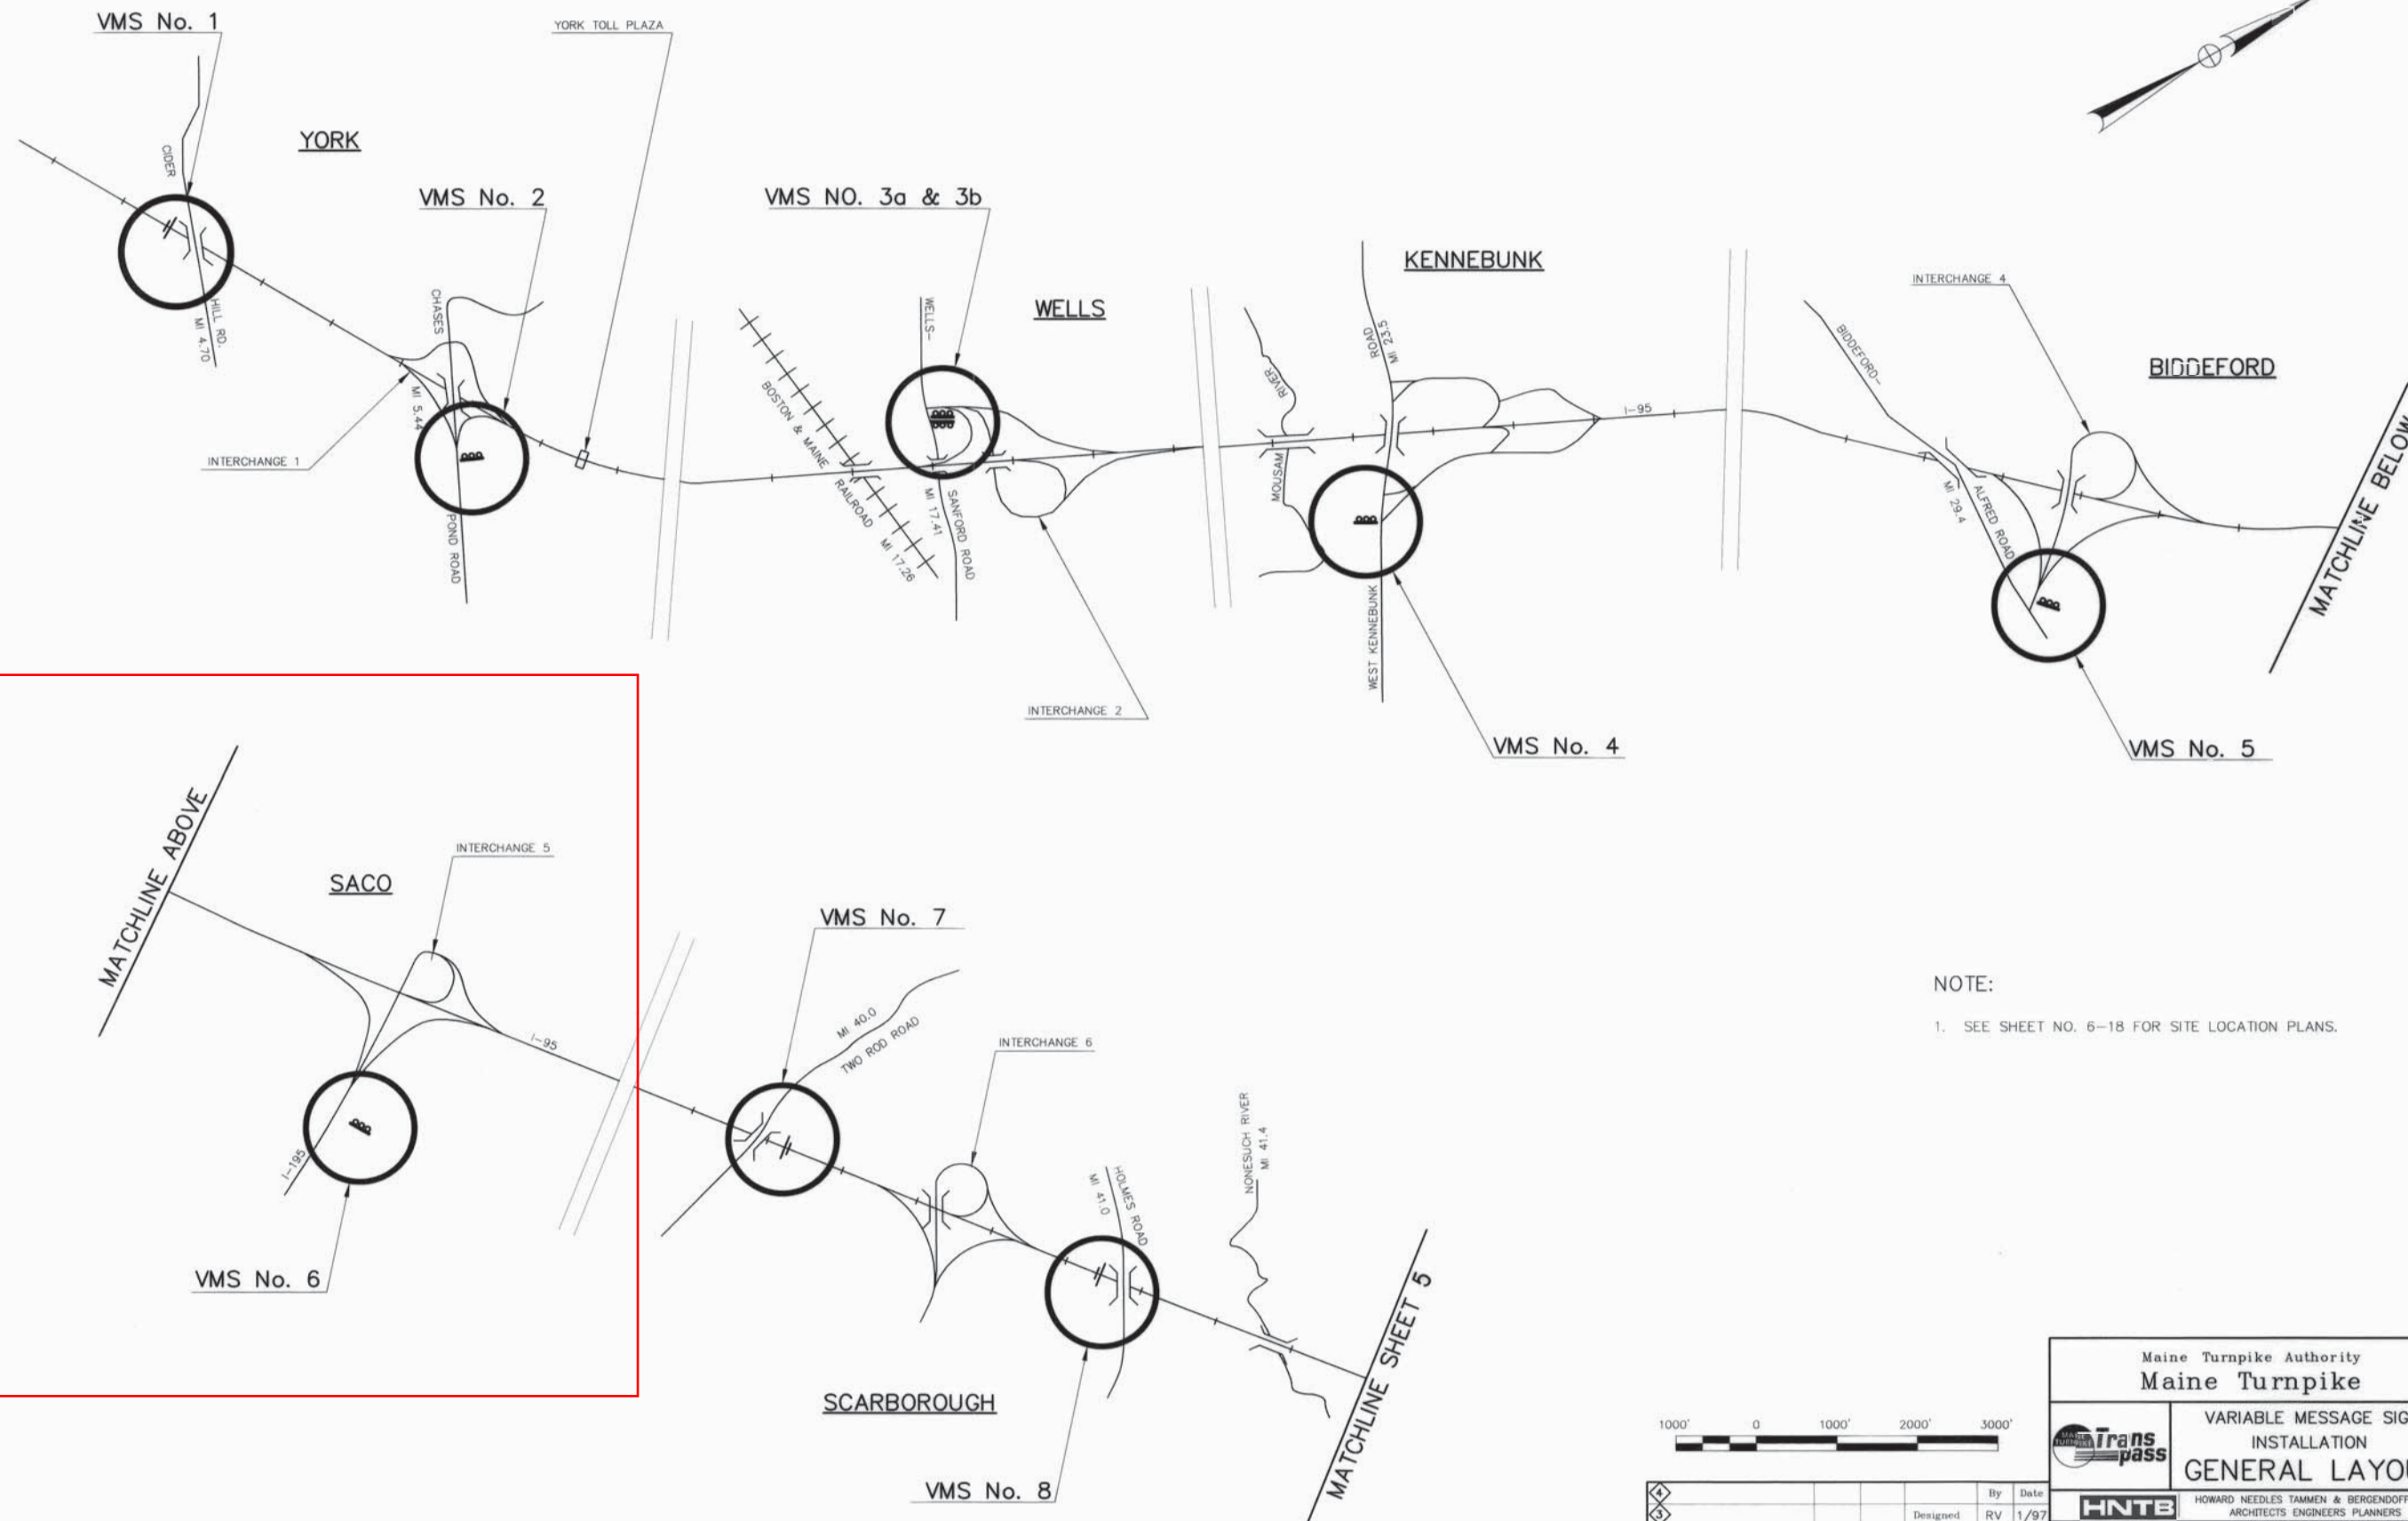 VMS No. 1
YORK TOLL PLAZA
YORK
CIDER
HILL RD.
MI 4.70
VMS No. 2
CHASES
MI 5.44
INTERCHANGE 1
POND ROAD
VMS NO. 3a & 3b
WELLS-
WELLS
BOSTON & MAINE RAILROAD MI 17.26
MI 17.41
SANFORD ROAD
INTERCHANGE 2
KENNEBUNK
RIVER
MOUSAM
ROAD
MI 23.5
WEST KENNEBUNK
I-95
VMS No. 4
INTERCHANGE 4
BIDDEFORD-
BIDDEFORD
MI 29.4
ALFRED ROAD
MATCHLINE BELOW
VMS No. 5
MATCHLINE ABOVE
SACO
INTERCHANGE 5
I-95
I-195
VMS No. 6
VMS No. 7
MI 40.0
TWO ROD ROAD
INTERCHANGE 6
HOLMES ROAD
MI 41.0
NONESUCH RIVER
MI 41.4
SCARBOROUGH
VMS No. 8
MATCHLINE SHEET 5
NOTE:
1. SEE SHEET NO. 6-18 FOR SITE LOCATION PLANS.
1000' 0 1000' 2000' 3000'
Maine Turnpike Authority
Maine Turnpike
MAINE TURNPIKE
Trans
pass
VARIABLE MESSAGE SIG
INSTALLATION
GENERAL LAYO
HNTB
HOWARD NEEDLES TAMMEN & BERGENDOFF
ARCHITECTS ENGINEERS PLANNERS
4
By Date
3
Designed RV 1/97